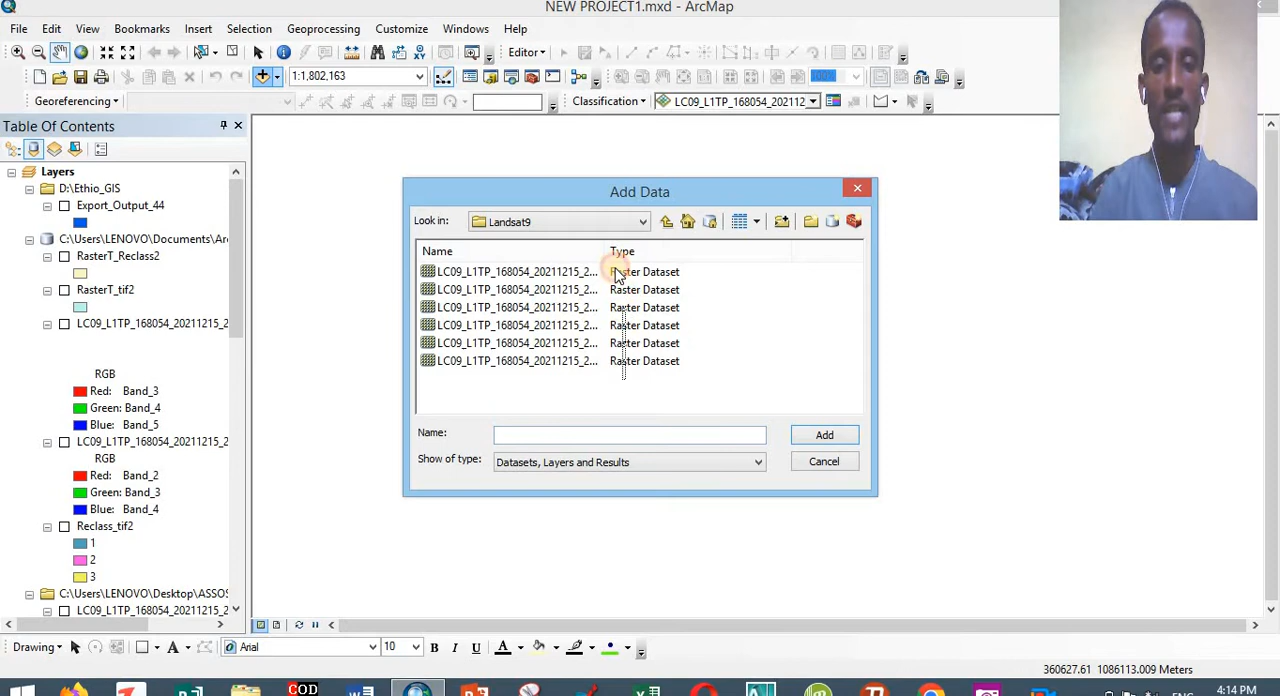 NEW PROJECT1.mxd - ArcMap
File Edit View Bookmarks Insert Selection Geoprocessing Customize Windows Help
Editor
1:1,802,163
Georeferencing
Classification
LC09_L1TP_168054_202112
Table Of Contents
Layers
D:\Ethio_GIS
Export_Output_44
C:\Users\LENOVO\Documents\Arc
RasterT_Reclass2
RasterT_tif2
LC09_L1TP_168054_20211215_2
RGB
Red: Band_3
Green: Band_4
Blue: Band_5
LC09_L1TP_168054_20211215_2
RGB
Red: Band_2
Green: Band_3
Blue: Band_4
Reclass_tif2
1
2
3
C:\Users\LENOVO\Desktop\ASSOS
LC09_L1TP_168054_20211215_2
Add Data
Look in: Landsat9
Name Type
LC09_L1TP_168054_20211215_2... Raster Dataset
LC09_L1TP_168054_20211215_2... Raster Dataset
LC09_L1TP_168054_20211215_2... Raster Dataset
LC09_L1TP_168054_20211215_2... Raster Dataset
LC09_L1TP_168054_20211215_2... Raster Dataset
LC09_L1TP_168054_20211215_2... Raster Dataset
Name: Add
Show of type: Datasets, Layers and Results Cancel
Drawing Arial 10 B I U A
360627.61 1086113.009 Meters
COD
4:14 PM